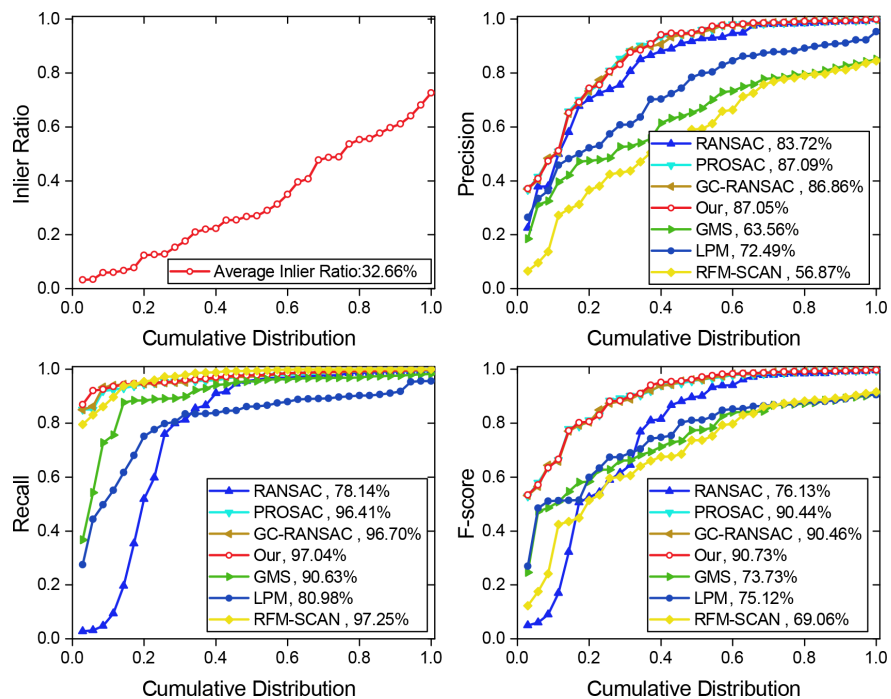 Inlier Ratio
1.0
0.8
0.6
0.4
0.2
0.0
Average Inlier Ratio:32.66%
0.0 0.2 0.4 0.6 0.8 1.0
Cumulative Distribution
Precision
1.0
0.8
0.6
0.4
0.2
0.0
RANSAC , 83.72%
PROSAC , 87.09%
GC-RANSAC , 86.86%
Our, 87.05%
GMS , 63.56%
LPM, 72.49%
RFM-SCAN , 56.87%
0.0 0.2 0.4 0.6 0.8 1.0
Cumulative Distribution
Recall
1.0
0.8
0.6
0.4
0.2
0.0
RANSAC , 78.14%
PROSAC , 96.41%
GC-RANSAC , 96.70%
Our, 97.04%
GMS , 90.63%
LPM, 80.98%
RFM-SCAN , 97.25%
0.0 0.2 0.4 0.6 0.8 1.0
Cumulative Distribution
F-score
1.0
0.8
0.6
0.4
0.2
0.0
RANSAC , 76.13%
PROSAC , 90.44%
GC-RANSAC , 90.46%
Our , 90.73%
GMS , 73.73%
LPM , 75.12%
RFM-SCAN , 69.06%
0.0 0.2 0.4 0.6 0.8 1.0
Cumulative Distribution